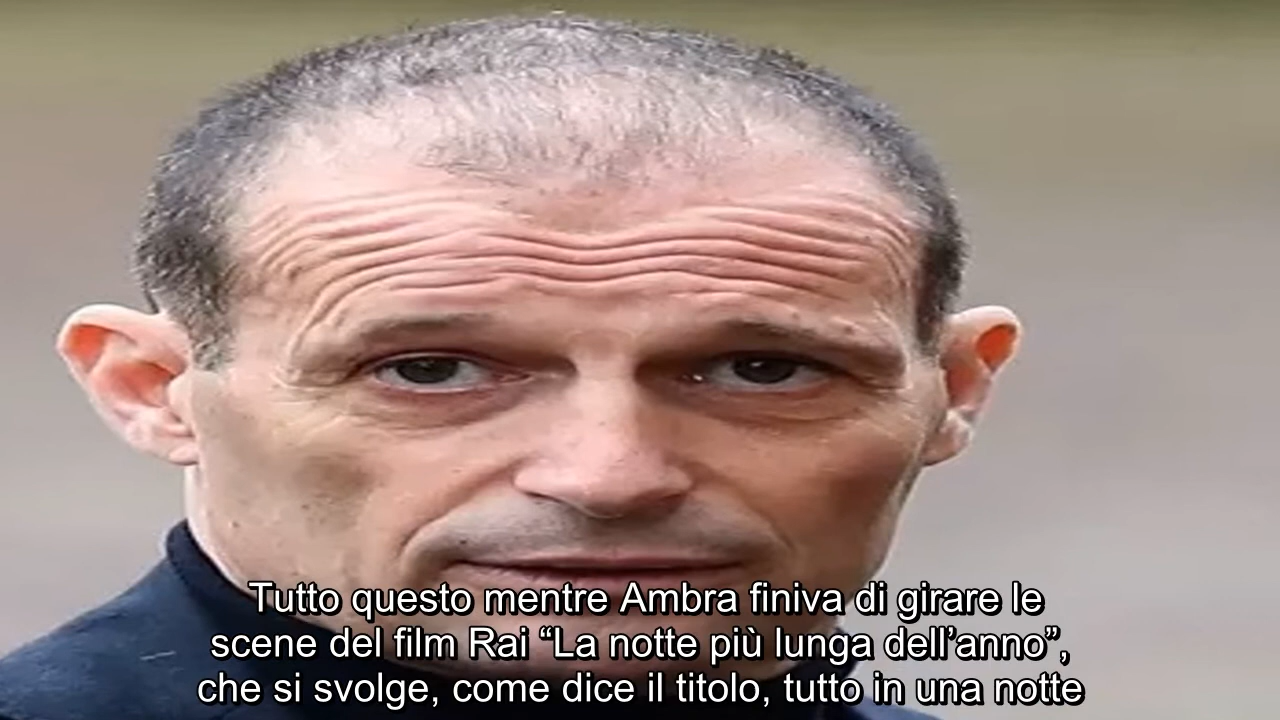 Tutto questo mentre Ambra finiva di girare le
scene del film Rai “La notte più lunga dell’anno”,
che si svolge, come dice il titolo, tutto in una notte